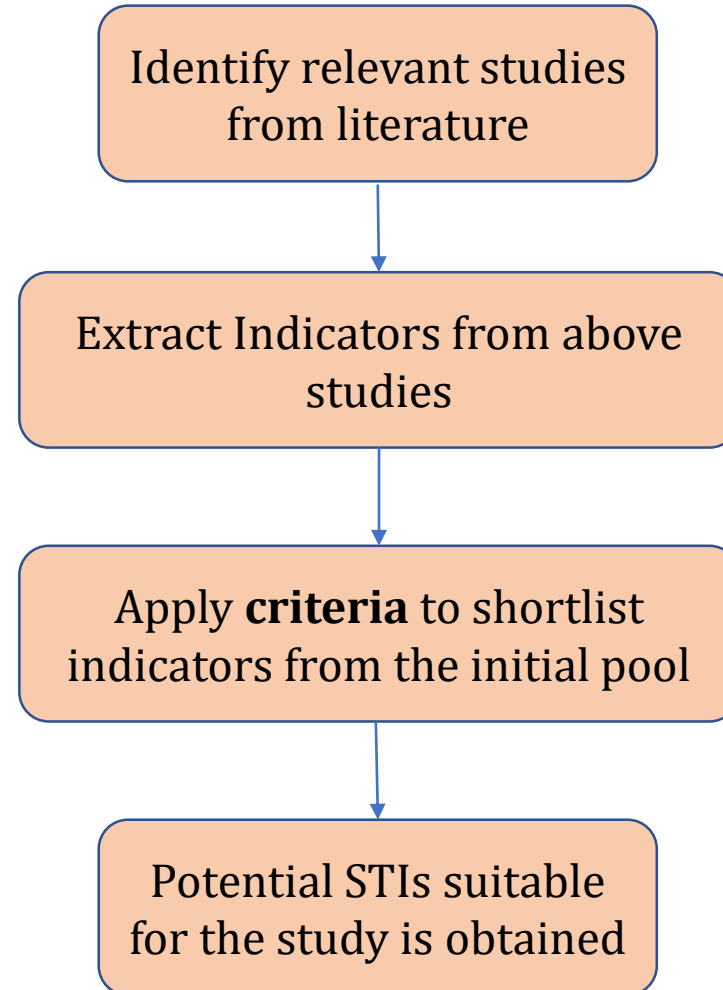 Identify relevant studies
from literature
Extract Indicators from above
studies
Apply criteria to shortlist
indicators from the initial pool
Potential STIs suitable
for the study is obtained